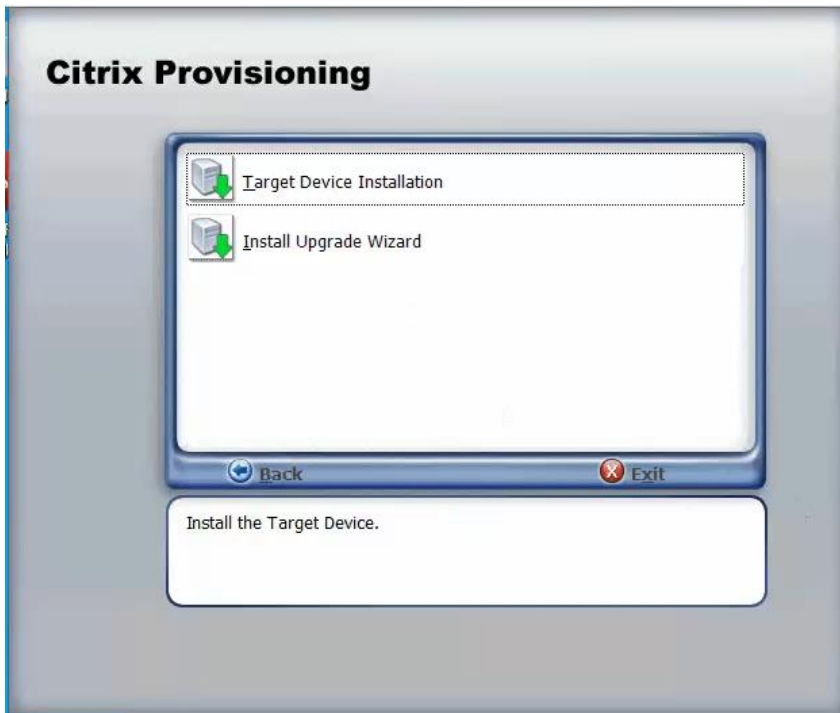 Citrix Provisioning
Target Device Installation
Install Upgrade Wizard
Back
Exit
Install the Target Device.